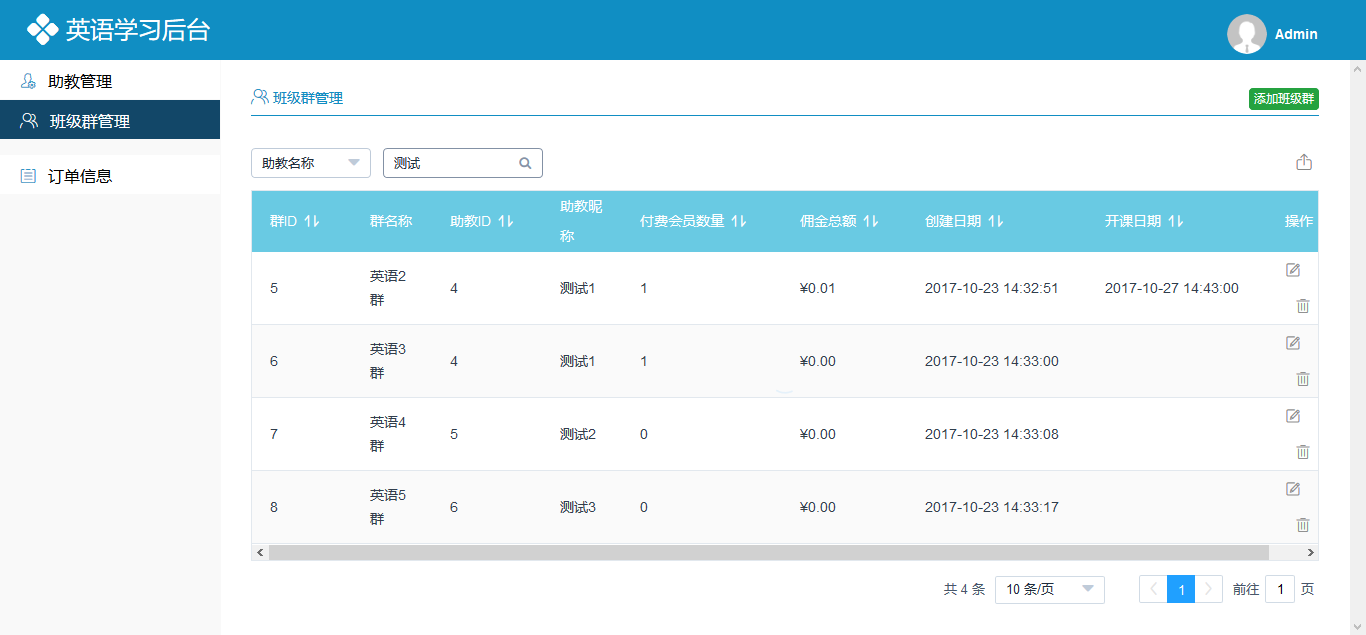 英语学习后台
Admin
助教管理
班级群管理
订单信息
班级群管理
添加班级群
助教名称
测试
群ID 群名称 助教ID 助教昵称 付费会员数量 佣金总额 创建日期 开课日期 操作
5 英语2群 4 测试1 1 ¥0.01 2017-10-23 14:32:51 2017-10-27 14:43:00
6 英语3群 4 测试1 1 ¥0.00 2017-10-23 14:33:00
7 英语4群 5 测试2 0 ¥0.00 2017-10-23 14:33:08
8 英语5群 6 测试3 0 ¥0.00 2017-10-23 14:33:17
共 4 条 10 条/页 1 前往 1 页